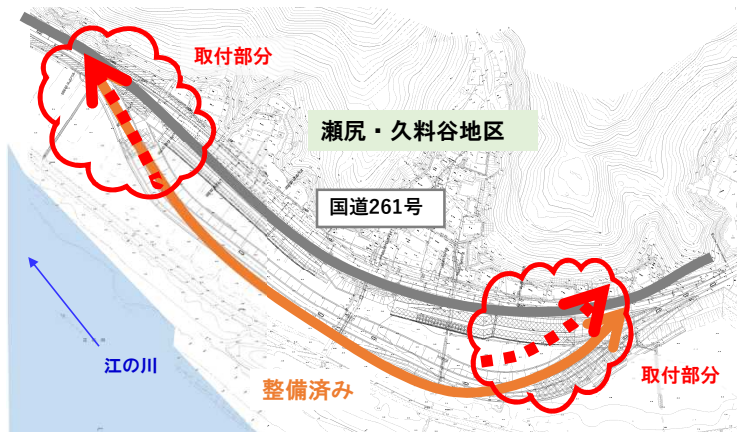 取付部分
瀬尻・久料谷地区
国道261号
江の川
整備済み
取付部分